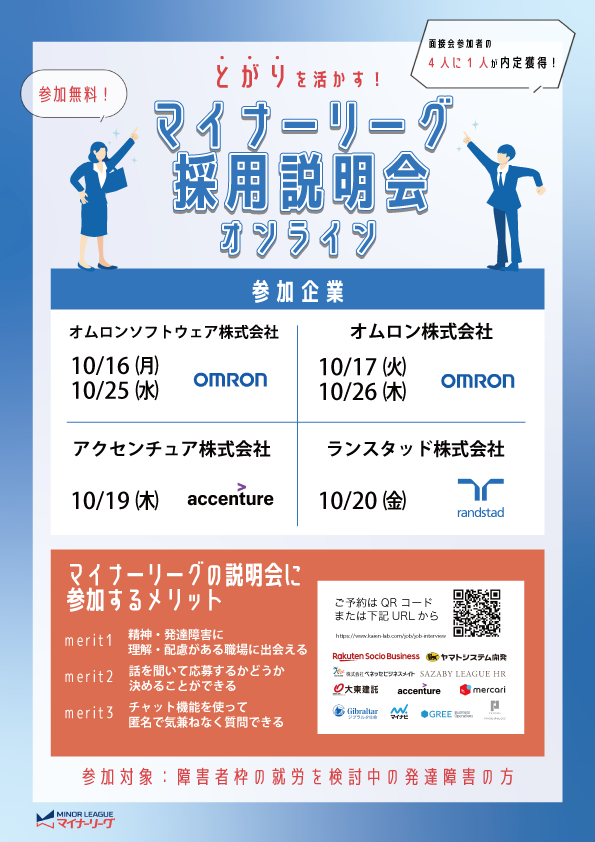 面接会参加者の
4人に1人が内定獲得！
とがりを活かす！
参加無料！
マイナーリーグ
採用説明会
オンライン
参加企業
オムロンソフトウェア株式会社
10/16（月）
10/25（水）
OMRON
オムロン株式会社
10/17（火）
10/26（木）
OMRON
アクセンチュア株式会社
10/19（木）
accenture
ランスタッド株式会社
10/20（金）
randstad
マイナーリーグの説明会に
参加するメリット
merit1 精神・発達障害に
理解・配慮がある職場に出会える
merit2 話を聞いて応募するかどうか
決めることができる
merit3 チャット機能を使って
匿名で気兼ねなく質問できる
ご予約は QR コード
または下記 URL から
https://www.kaien-lab.com/job/job-interview
Rakuten Socio Business
ヤマトシステム開発
株式会社 ベネッセビジネスメイト
SAZABY LEAGUE HR
大東建託
accenture
mercari
Gibraltar
ジブラルタ生命
マイナビ
GREE Business Operations
参加対象：障害者枠の就労を検討中の発達障害の方
MINOR LEAGUE
マイナーリーグ